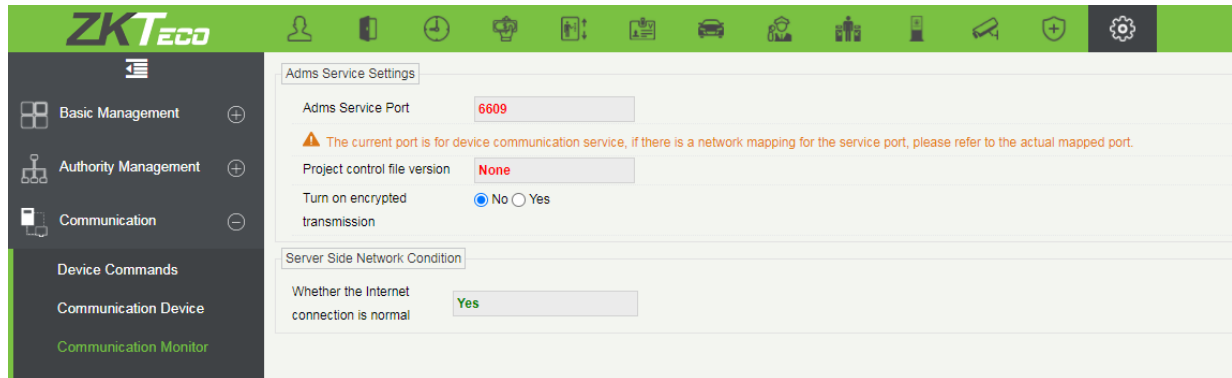 ZKTECO
Adms Service Settings
Basic Management
Adms Service Port
6609
The current port is for device communication service, if there is a network mapping for the service port, please refer to the actual mapped port.
Authority Management
Project control file version
None
Turn on encrypted
transmission
No
Yes
Communication
Server Side Network Condition
Device Commands
Whether the Internet
connection is normal
Yes
Communication Device
Communication Monitor